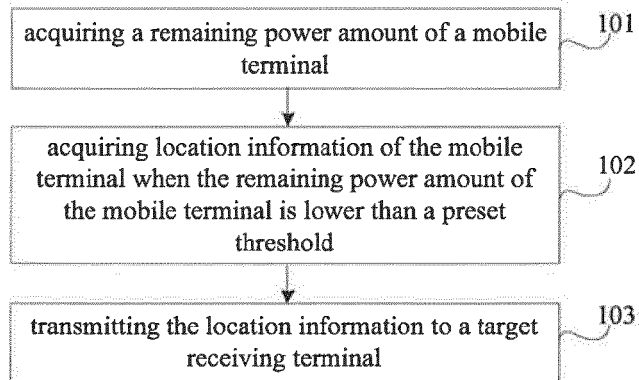 acquiring a remaining power amount of a mobile
terminal
101
acquiring location information of the mobile
terminal when the remaining power amount of
the mobile terminal is lower than a preset
threshold
102
transmitting the location information to a target
receiving terminal
103